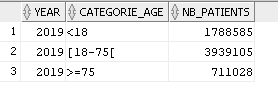 YEAR CATEGORIE_AGE NB_PATIENTS
1 2019 <18 1788585
2 2019 [18-75[ 3939105
3 2019 >=75 711028